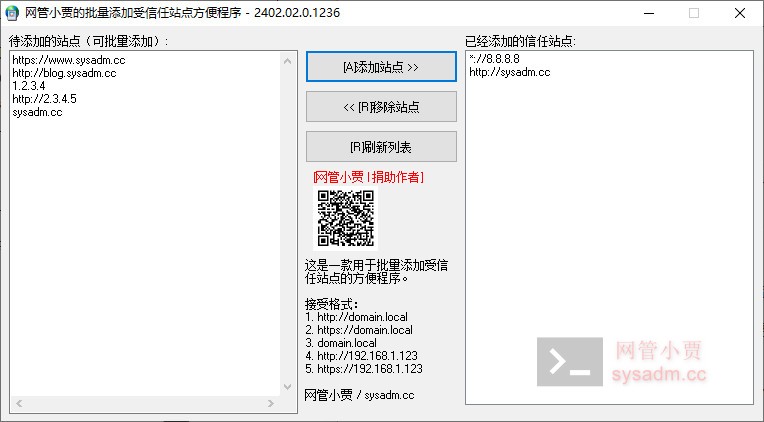 网管小贾的批量添加受信任站点方便程序 - 2402.02.0.1236
待添加的站点（可批量添加）:
https://www.sysadm.cc
http://blog.sysadm.cc
1.2.3.4
http://2.3.4.5
sysadm.cc
[A]添加站点 >>
<< [R]移除站点
[R]刷新列表
[网管小贾 | 捐助作者]
这是一款用于批量添加受信
任站点的方便程序。
接受格式：
1. http://domain.local
2. https://domain.local
3. domain.local
4. http://192.168.1.123
5. https://192.168.1.123
网管小贾 / sysadm.cc
已经添加的信任站点:
*://8.8.8.8
http://sysadm.cc
网管小贾
sysadm.cc